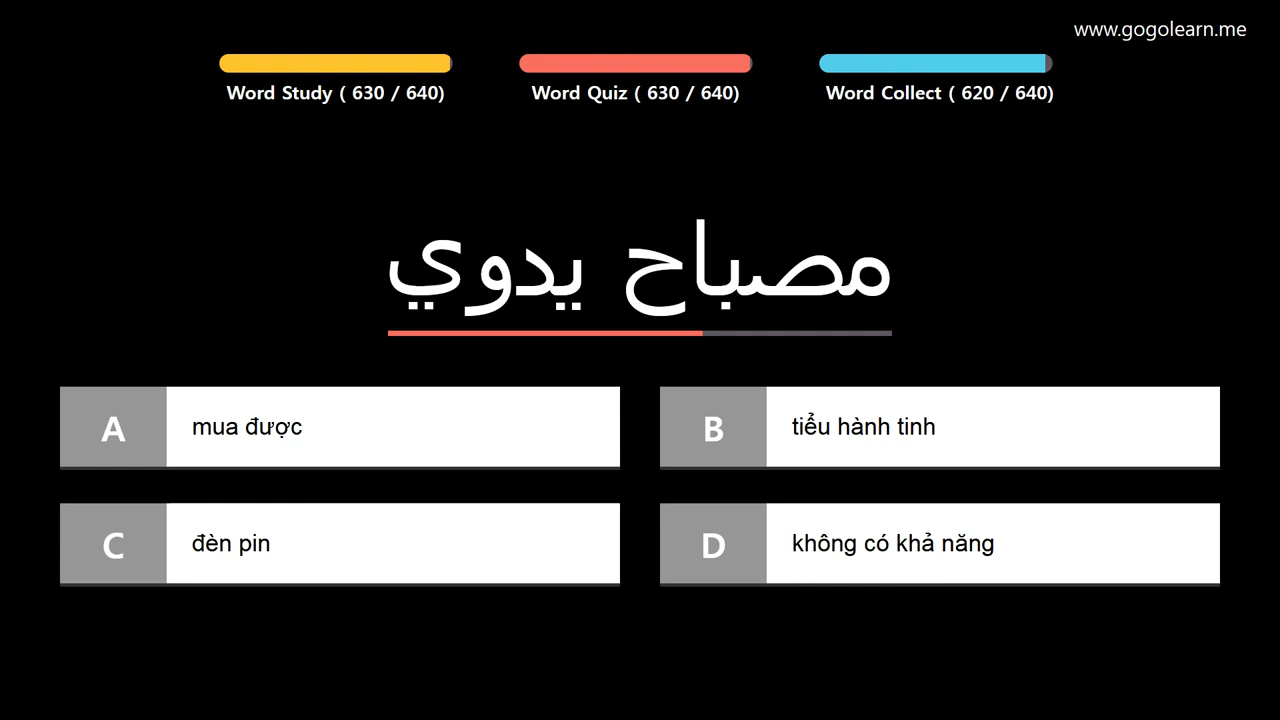 www.gogolearn.me
Word Study ( 630 / 640)
Word Quiz ( 630 / 640)
Word Collect ( 620 / 640)
مصباح يدوي
A mua được
B tiểu hành tinh
C đèn pin
D không có khả năng